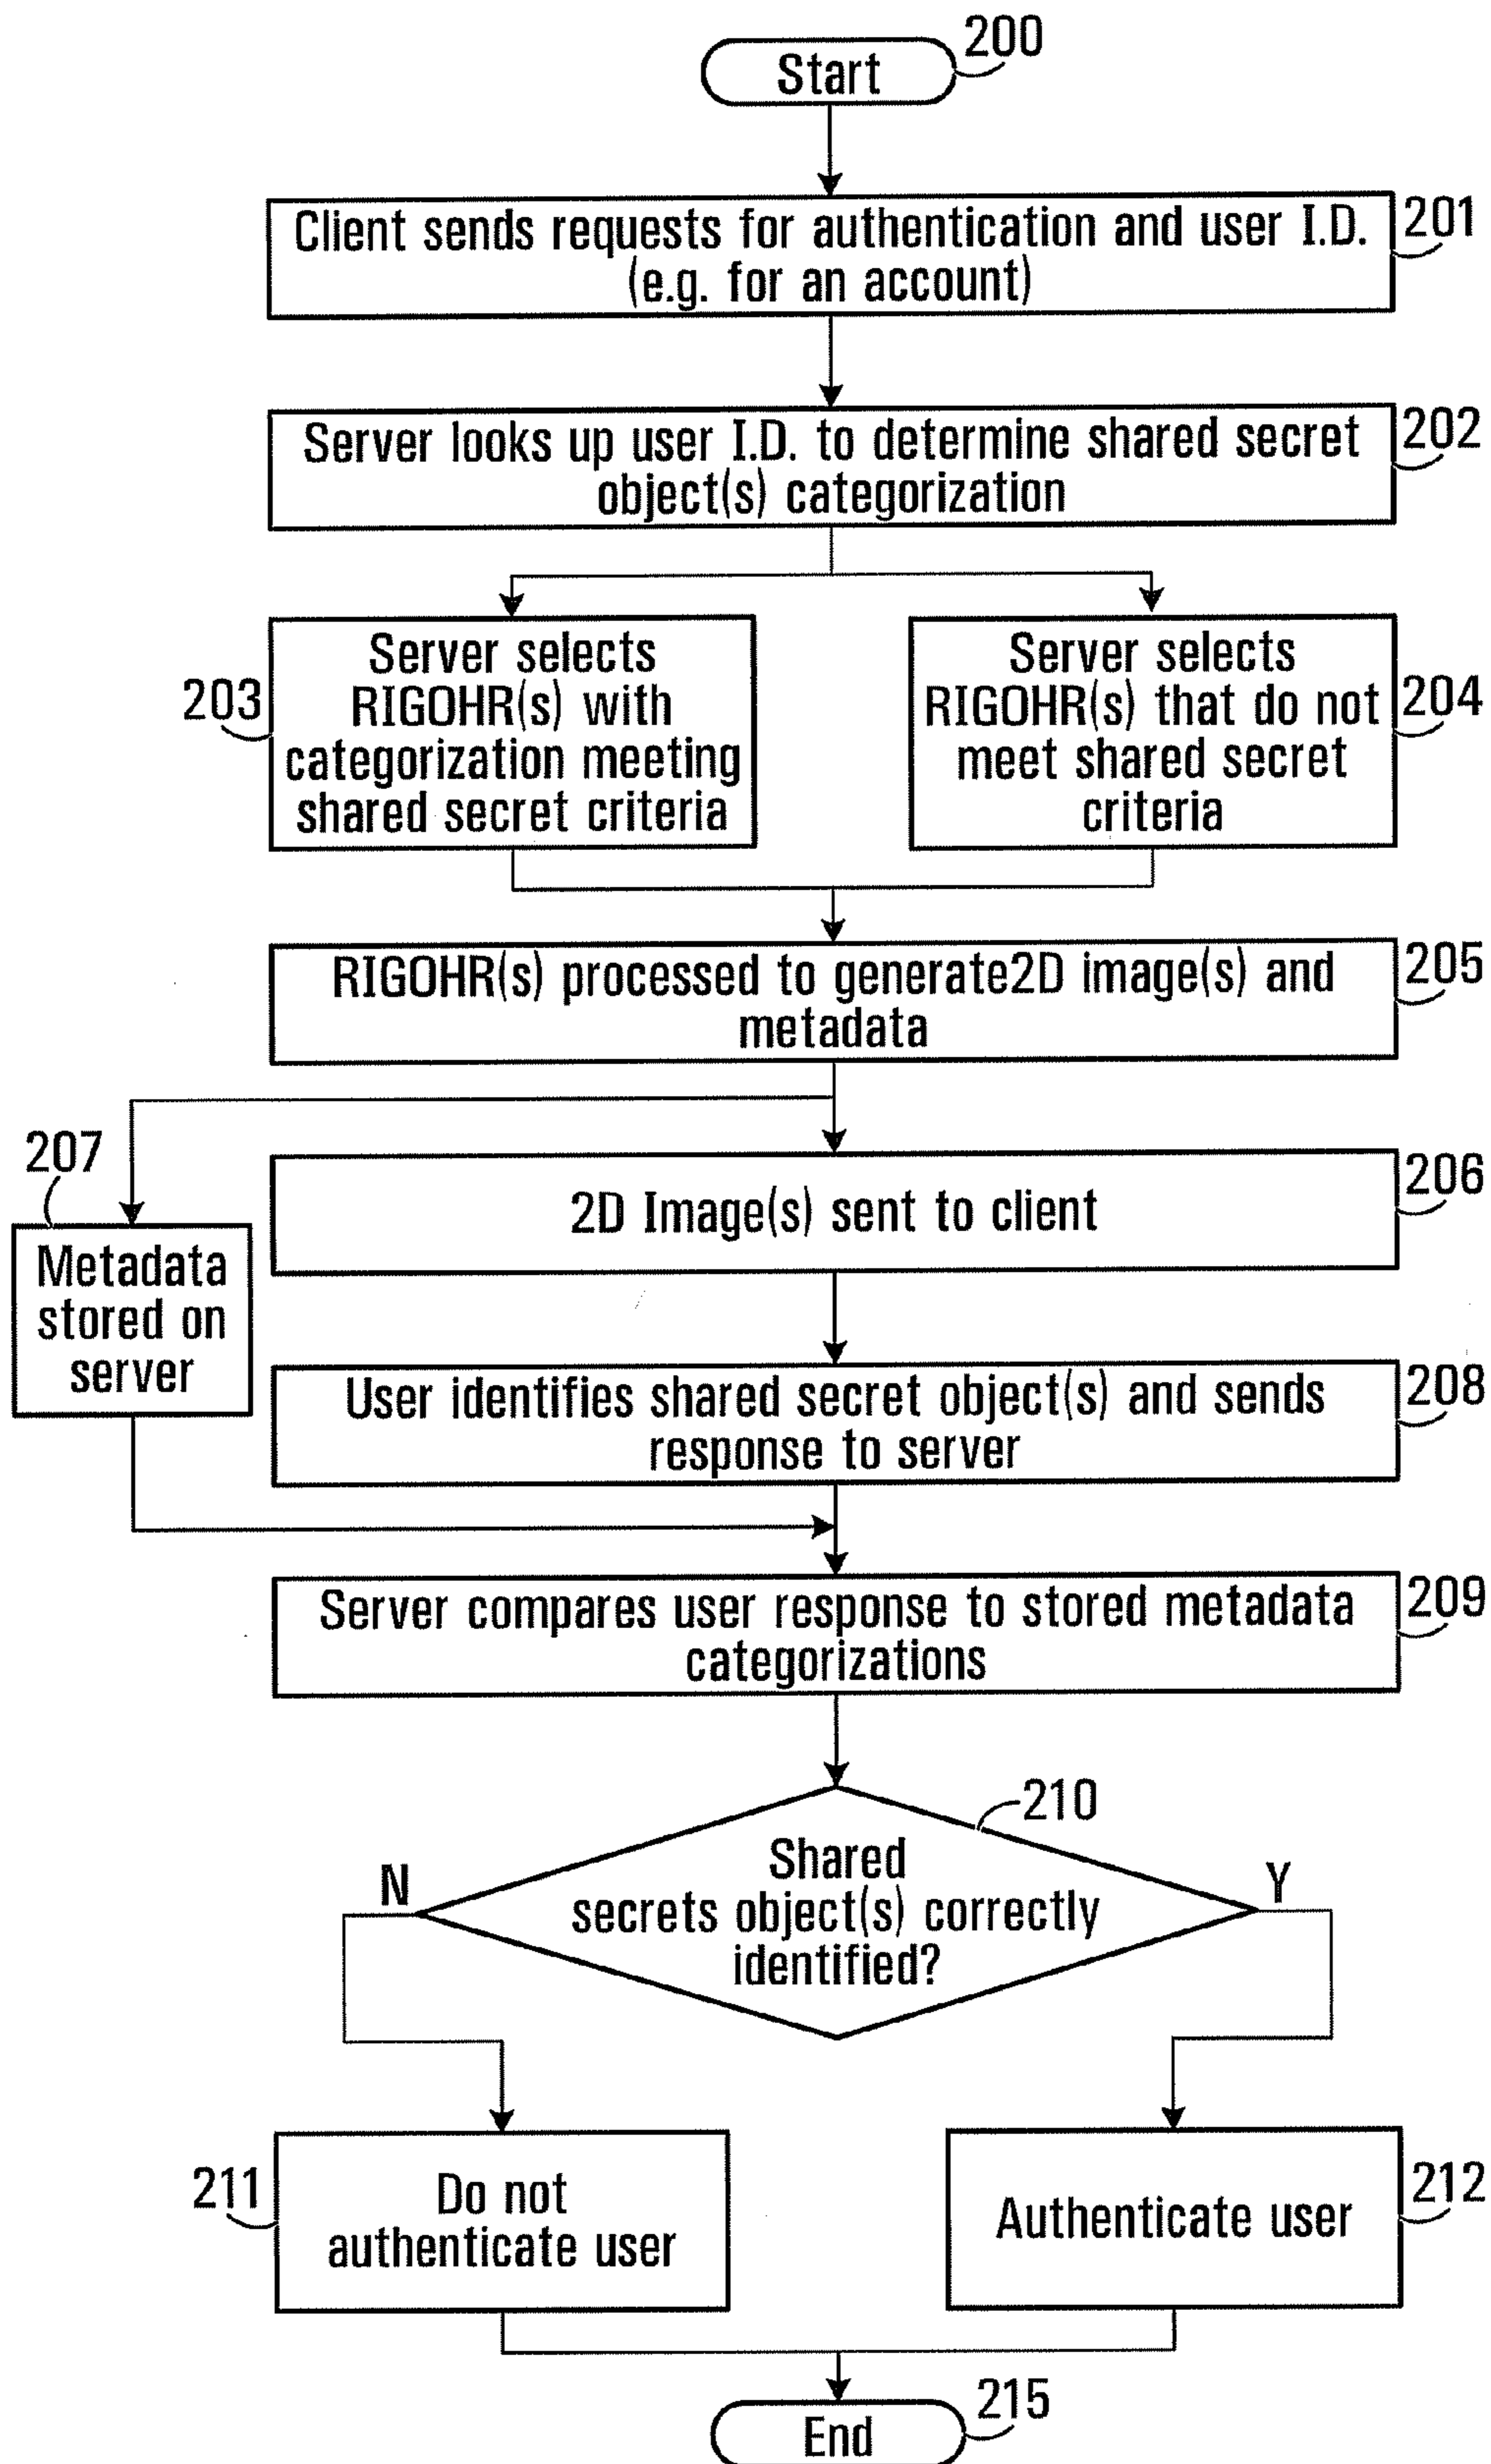 200
Start
201
Client sends requests for authentication and user I.D.
(e.g. for an account)
202
Server looks up user I.D. to determine shared secret
object(s) categorization
203
Server selects
RIGOHR(s) with
categorization meeting
shared secret criteria
204
Server selects
RIGOHR(s) that do not
meet shared secret
criteria
205
RIGOHR(s) processed to generate2D image(s) and
metadata
207
Metadata
stored on
server
206
2D Image(s) sent to client
208
User identifies shared secret object(s) and sends
response to server
209
Server compares user response to stored metadata
categorizations
210
Shared
secrets object(s) correctly
identified?
N
Y
211
Do not
authenticate user
212
Authenticate user
215
End